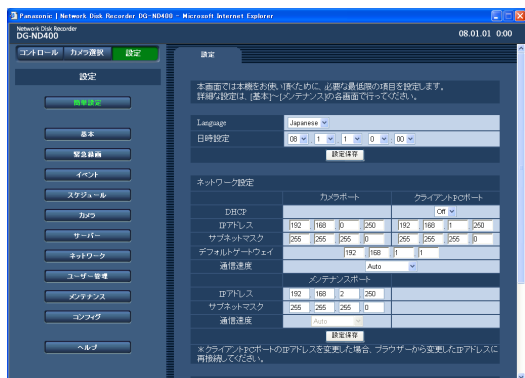 Panasonic | Network Disk Recorder DG-ND400 - Microsoft Internet Explorer
Network Disk Recorder
DG-ND400
08.01.01 0:00
コントロール カメラ選択 設定
設定
設定
簡単設定
基本
緊急録画
イベント
スケジュール
カメラ
サーバー
ネットワーク
ユーザー管理
メンテナンス
コンフィグ
ヘルプ
本画面では本機をお使い頂くために、必要な最低限の項目を設定します。
詳細な設定は、[基本]~[メンテナンス]の各画面で行ってください。
Language Japanese
日時設定 08 . 1 . 1 0 : 00
設定保存
ネットワーク設定
カメラポート クライアントPCポート
DHCP Off
IPアドレス 192 . 168 . 0 . 250 192 . 168 . 1 . 250
サブネットマスク 255 . 255 . 255 . 0 255 . 255 . 255 . 0
デフォルトゲートウェイ 192 . 168 . 1 . 1
通信速度 Auto
メンテナンスポート
IPアドレス 192 . 168 . 2 . 250
サブネットマスク 255 . 255 . 255 . 0
通信速度 Auto
設定保存
*クライアントPCポートのIPアドレスを変更した場合、ブラウザーから変更したIPアドレスに
再接続してください。